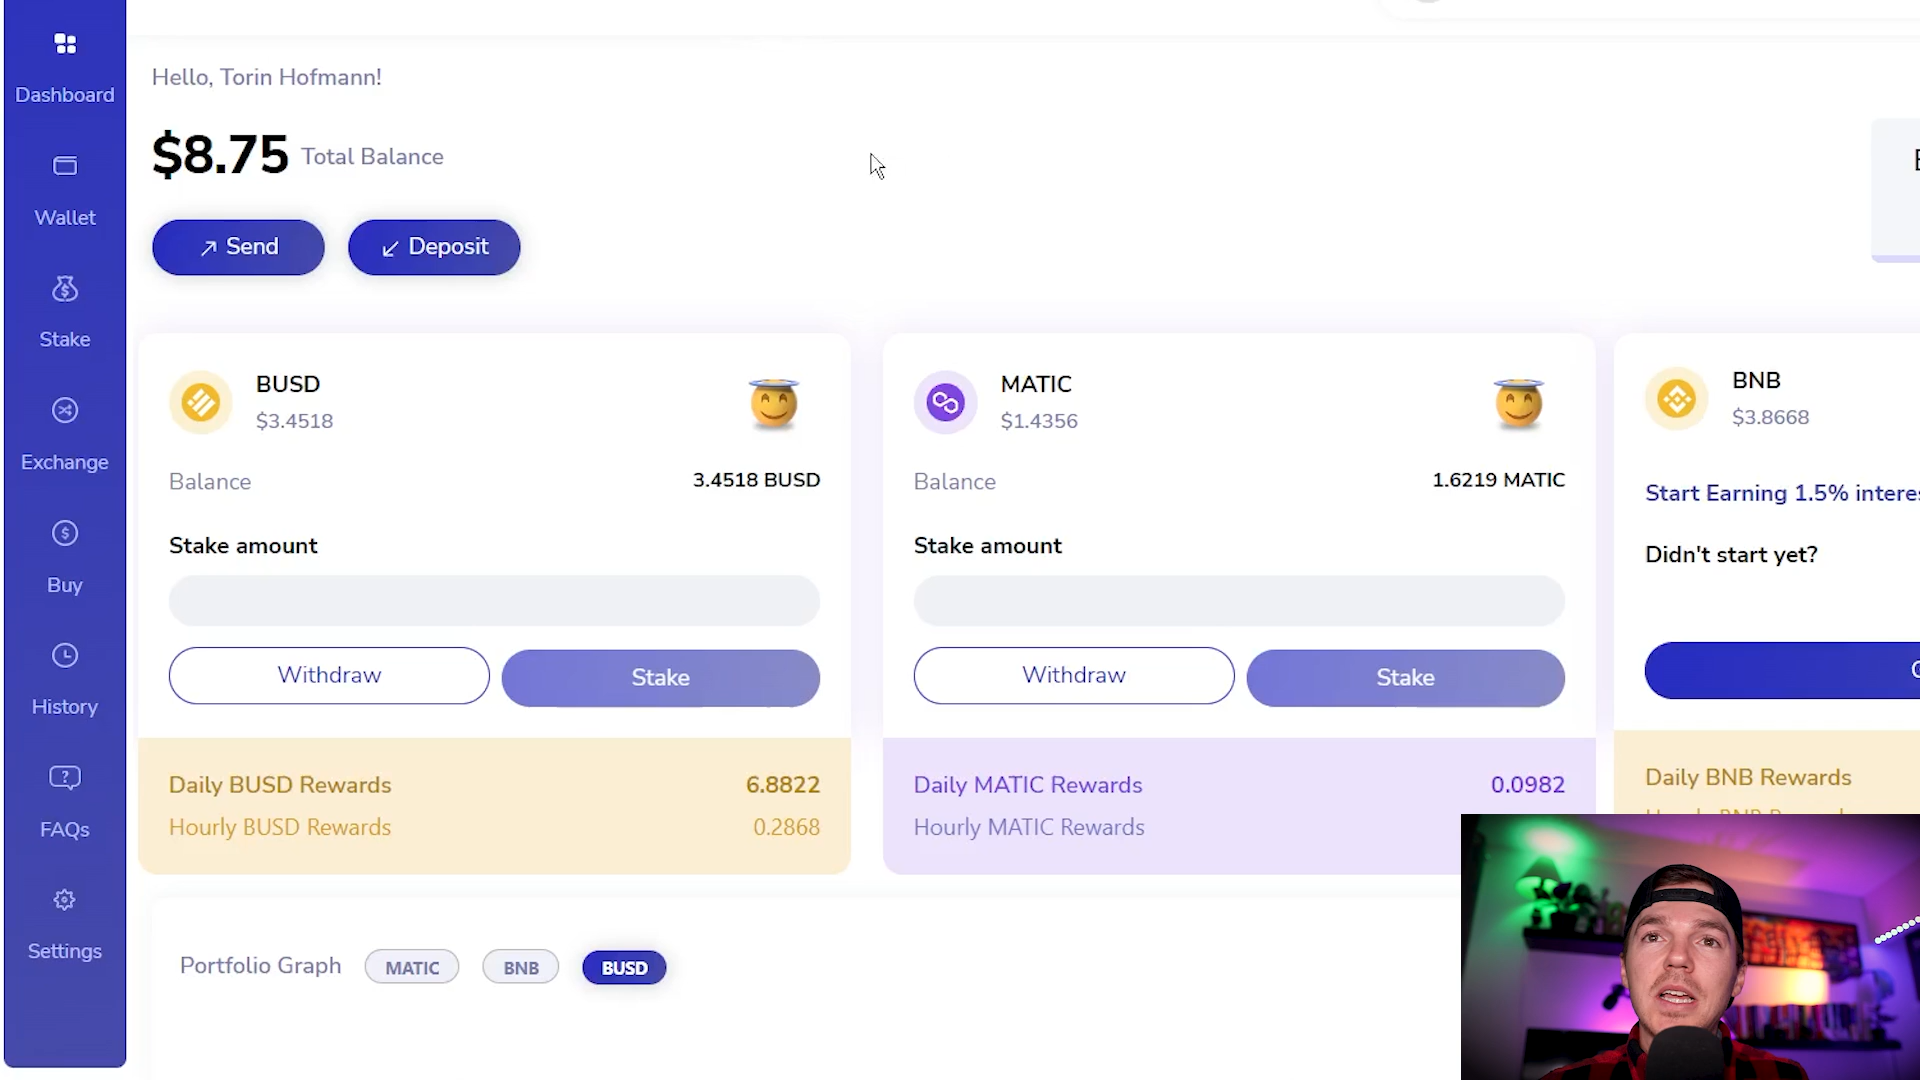 Dashboard
Wallet
Stake
Exchange
Buy
History
FAQs
Settings
Hello, Torin Hofmann!
$8.75 Total Balance
Send
Deposit
BUSD
$3.4518
Balance 3.4518 BUSD
Stake amount
Withdraw Stake
Daily BUSD Rewards 6.8822
Hourly BUSD Rewards 0.2868
MATIC
$1.4356
Balance 1.6219 MATIC
Stake amount
Withdraw Stake
Daily MATIC Rewards 0.0982
Hourly MATIC Rewards
BNB
$3.8668
Start Earning 1.5%
Didn't start yet?
Daily BNB Rewards
Portfolio Graph MATIC BNB BUSD